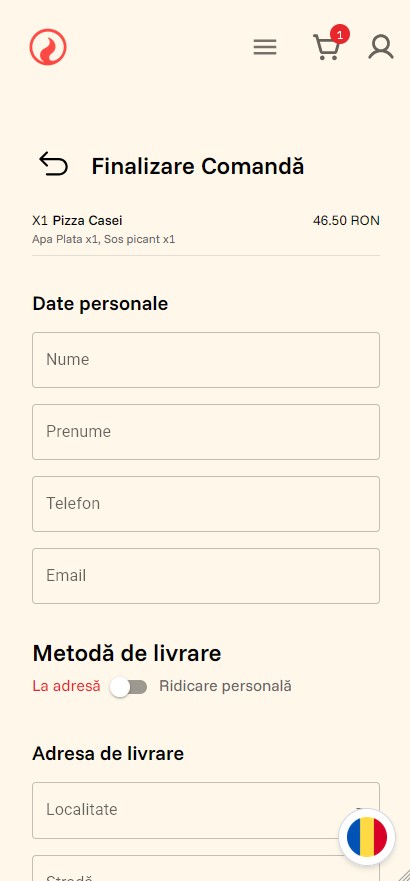 1
Finalizare Comandă
X1 Pizza Casei 46.50 RON
Apa Plata x1, Sos picant x1
Date personale
Nume
Prenume
Telefon
Email
Metodă de livrare
La adresă Ridicare personală
Adresa de livrare
Localitate
Stradă